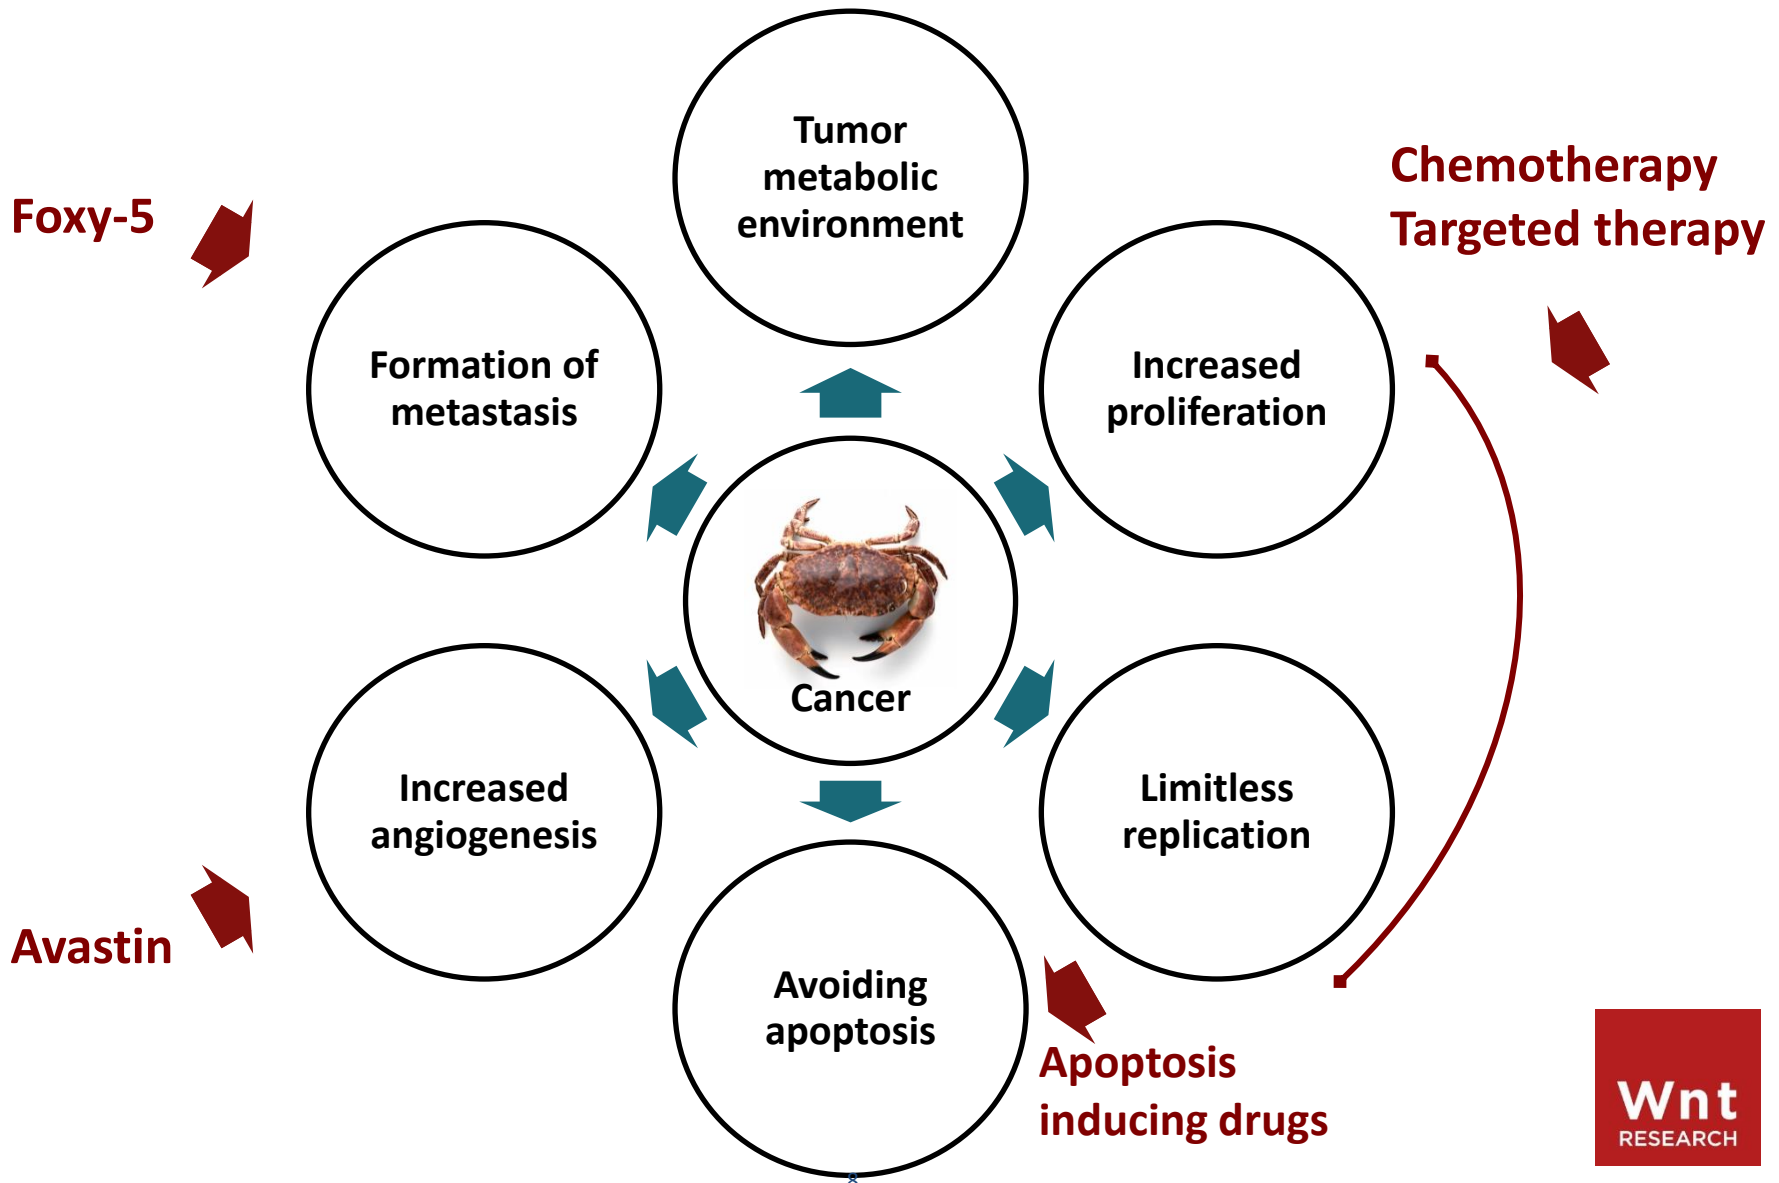 Tumor
metabolic
environment
Chemotherapy
Targeted therapy
Foxy-5
Formation of
metastasis
Increased
proliferation
Cancer
Increased
angiogenesis
Limitless
replication
Avastin
Avoiding
apoptosis
Apoptosis
inducing drugs
Wnt
RESEARCH
8